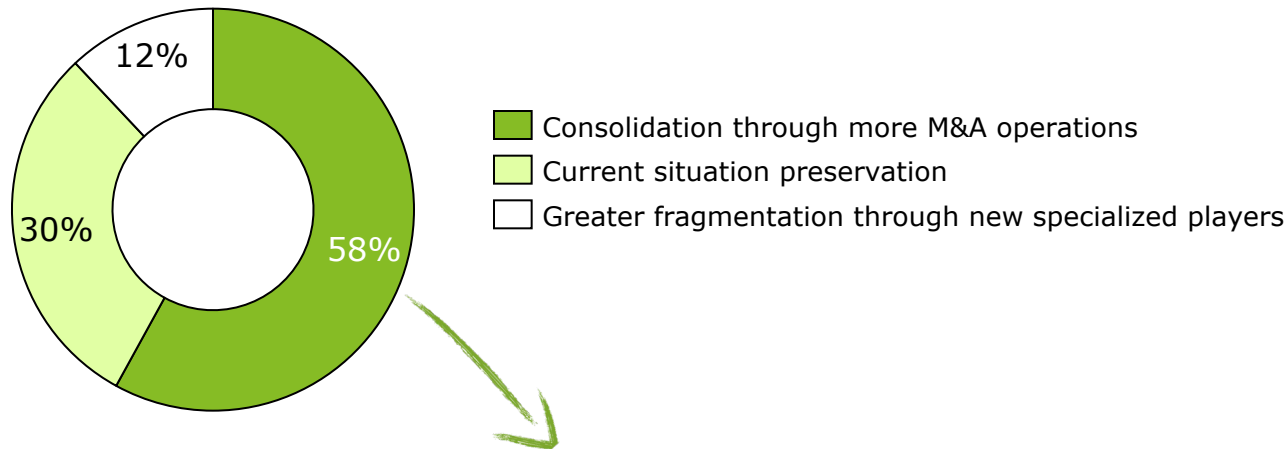 12%
30%
58%
Consolidation through more M&A operations
Current situation preservation
Greater fragmentation through new specialized players